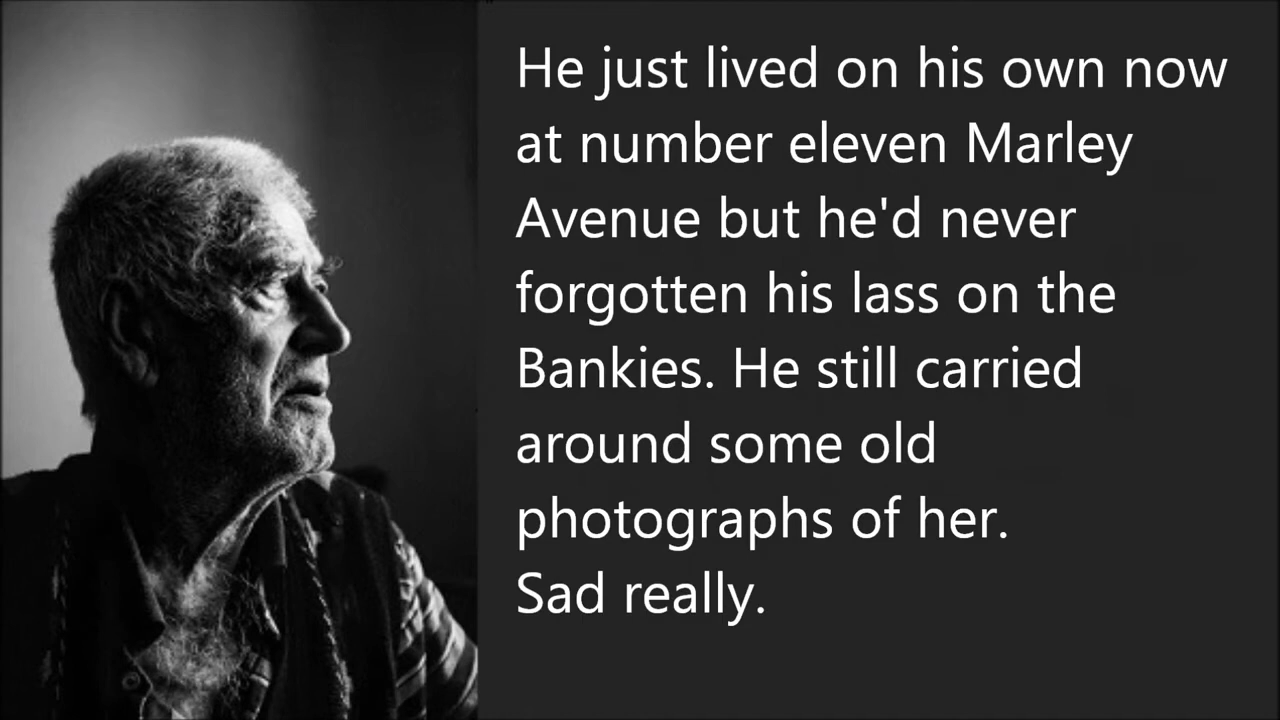 He just lived on his own now
at number eleven Marley
Avenue but he'd never
forgotten his lass on the
Bankies. He still carried
around some old
photographs of her.
Sad really.